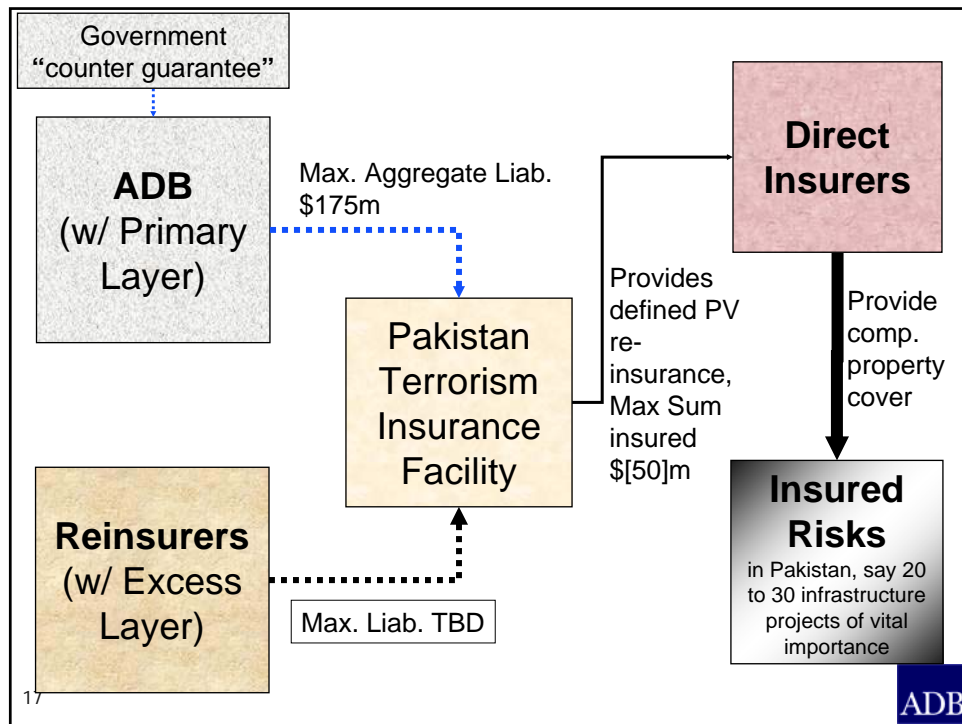 Government
“counter guarantee”
ADB
(w/ Primary
Layer)
Max. Aggregate Liab.
$175m
Direct
Insurers
Pakistan
Terrorism
Insurance
Facility
Provides
defined PV
re-
insurance,
Max Sum
insured
$[50]m
Provide
comp.
property
cover
Reinsurers
(w/ Excess
Layer)
Max. Liab. TBD
Insured
Risks
in Pakistan, say 20
to 30 infrastructure
projects of vital
importance
17
ADB